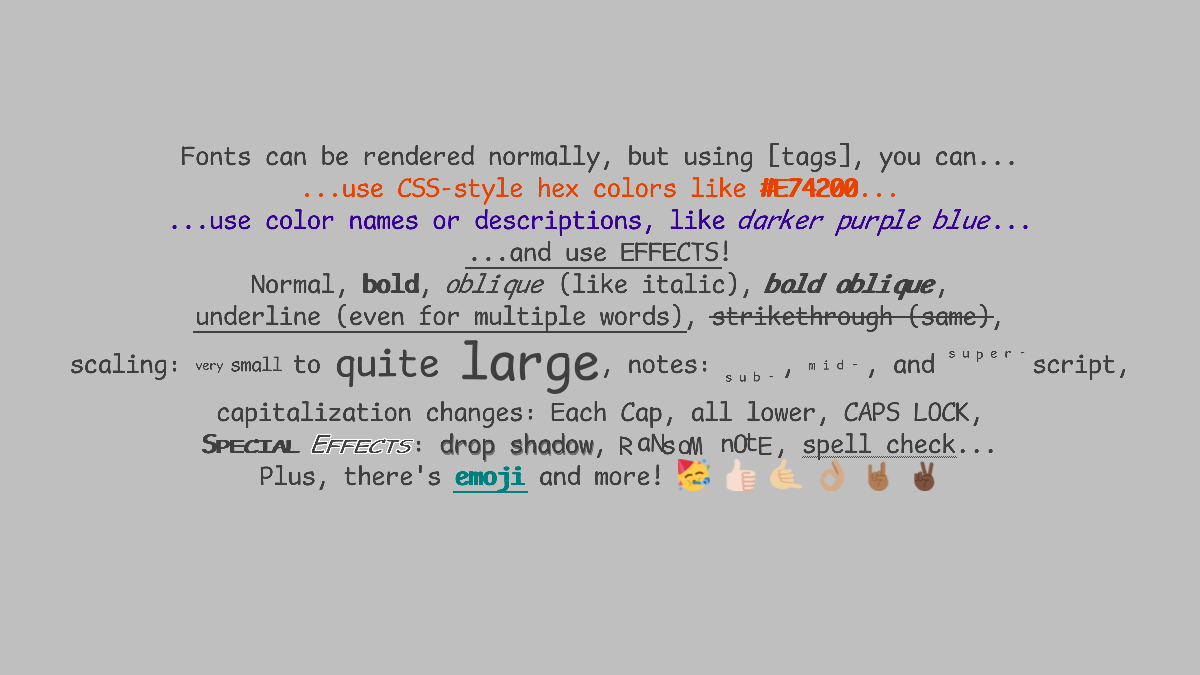 Fonts can be rendered normally, but using [tags], you can...
...use CSS-style hex colors like #E74200...
...use color names or descriptions, like darker purple blue...
...and use EFFECTS!
Normal, bold, oblique (like italic), bold oblique,
underline (even for multiple words), strikethrough (same),
scaling: very small to quite large, notes: sub-, mid-, and super-script,
capitalization changes: Each Cap, all lower, CAPS LOCK,
Special Effects: drop shadow, RaNsoM nOtE, spell check...
Plus, there's emoji and more! 🥳 👍🏻 🤙🏼 👌🏽 🤘🏾 ✌🏿